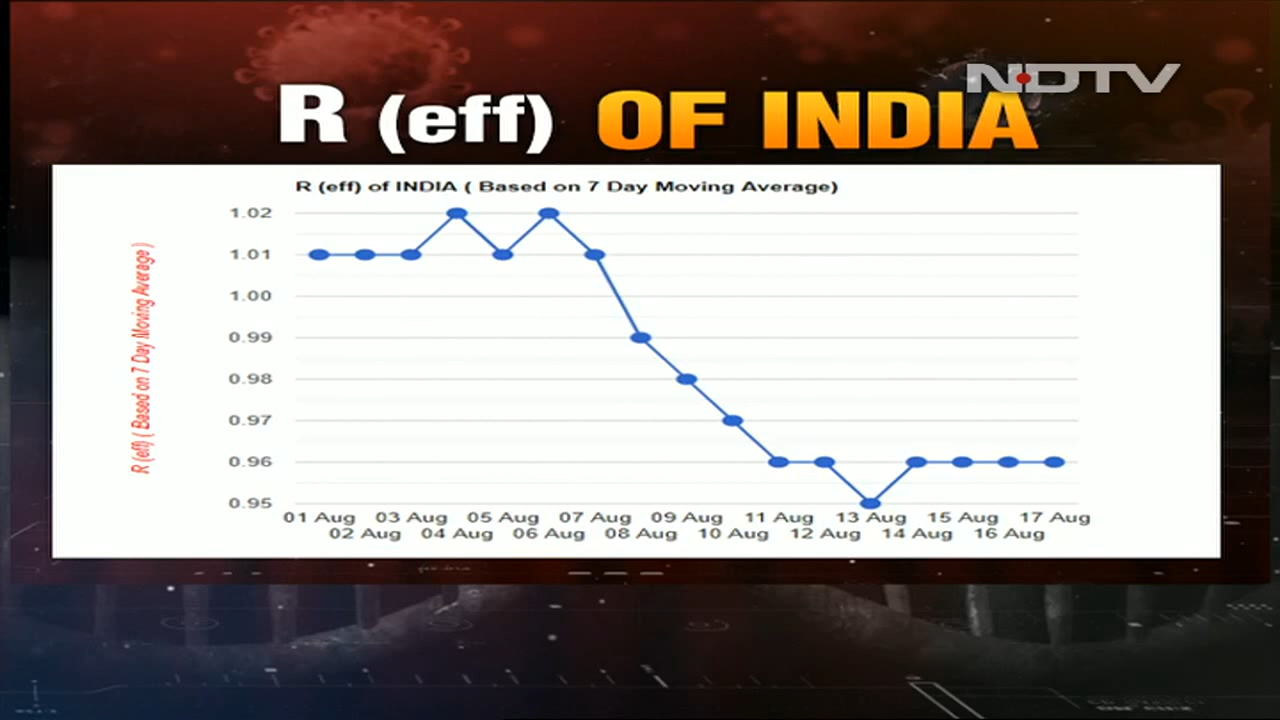 NDTV
R (eff) OF INDIA
R (eff) of INDIA ( Based on 7 Day Moving Average)
R (eff) ( Based on 7 Day Moving Average )
1.02
1.01
1.00
0.99
0.98
0.97
0.96
0.95
01 Aug 03 Aug 05 Aug 07 Aug 09 Aug 11 Aug 13 Aug 15 Aug 17 Aug
02 Aug 04 Aug 06 Aug 08 Aug 10 Aug 12 Aug 14 Aug 16 Aug